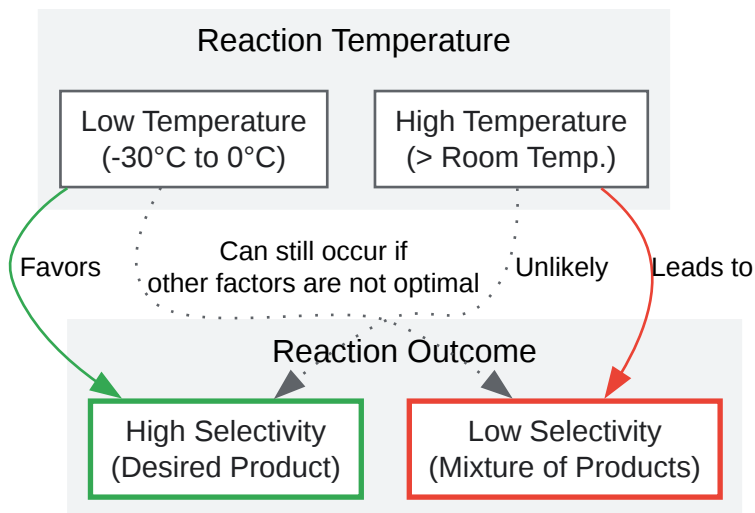 Reaction Temperature
Low Temperature
(-30°C to 0°C)
High Temperature
(> Room Temp.)
Favors
Can still occur if
other factors are not optimal
Unlikely
Leads to
Reaction Outcome
High Selectivity
(Desired Product)
Low Selectivity
(Mixture of Products)